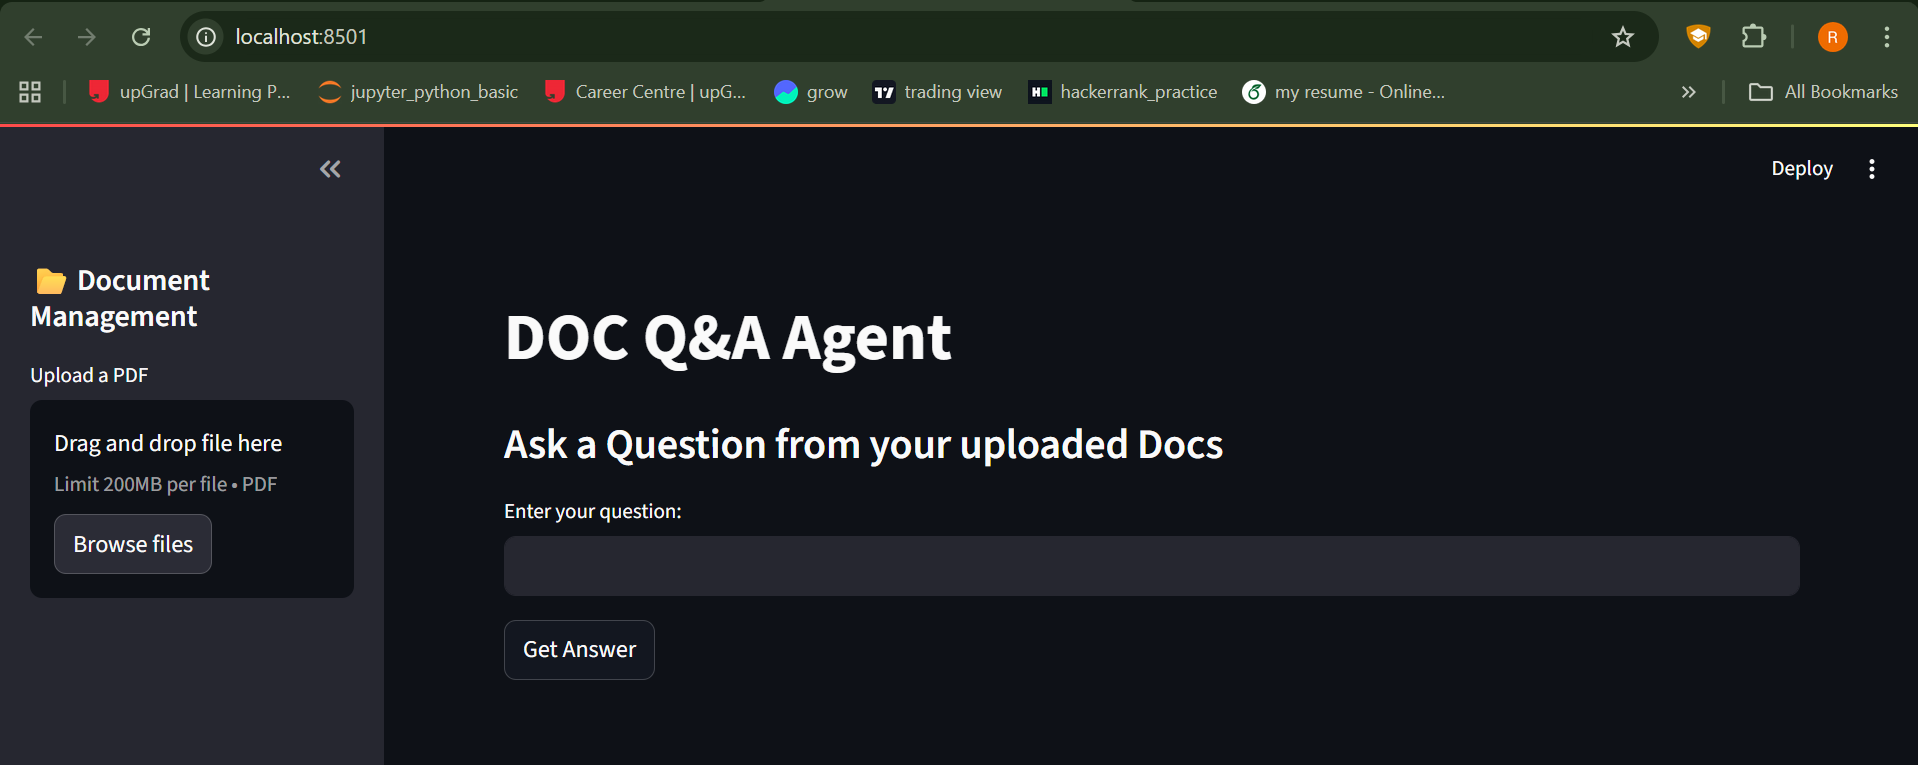 localhost:8501
R
upGrad | Learning P...
jupyter_python_basic
Career Centre | upG...
grow
trading view
hackerrank_practice
my resume - Online...
All Bookmarks
Deploy
Document
Management
Upload a PDF
Drag and drop file here
Limit 200MB per file • PDF
Browse files
DOC Q&A Agent
Ask a Question from your uploaded Docs
Enter your question:
Get Answer